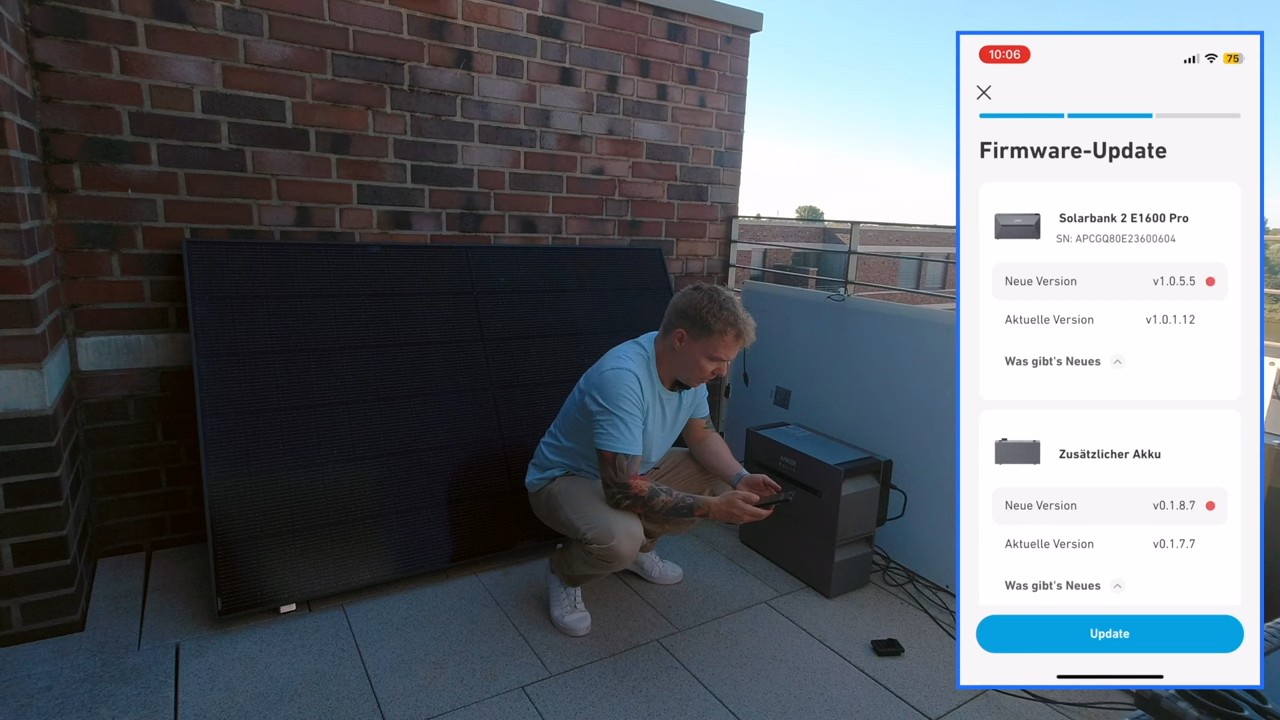 10:06
75
Firmware-Update
Solarbank 2 E1600 Pro
SN: APCGQ80E23600604
Neue Version v1.0.5.5
Aktuelle Version v1.0.1.12
Was gibt's Neues
Zusätzlicher Akku
Neue Version v0.1.8.7
Aktuelle Version v0.1.7.7
Was gibt's Neues
Update
ANKER